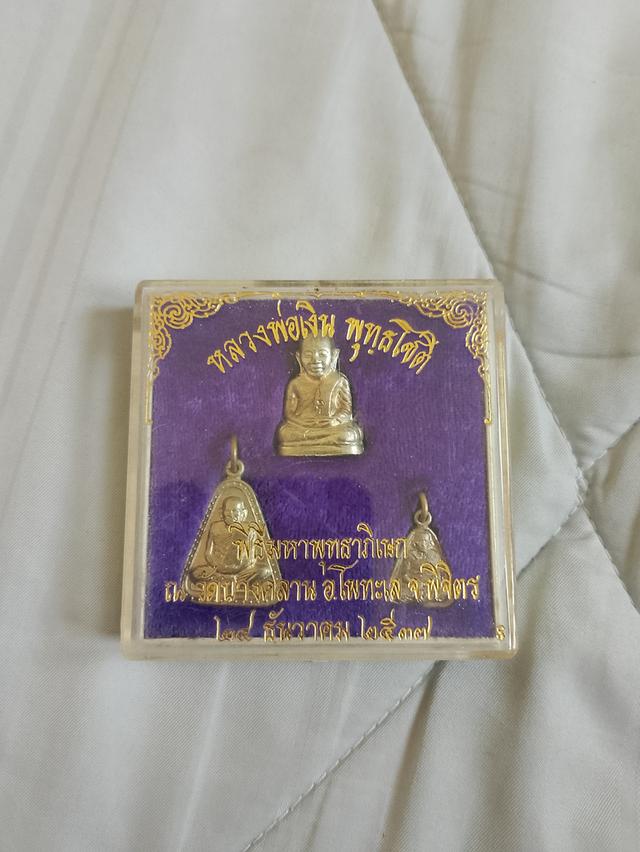 หลวงพ่อเงิน พุทธโชติ
พิธีมหาพุทธาภิเษก
ณ วัดบางคลาน อ.โพทะเล จ.พิจิตร
๒๔ ธันวาคม ๒๕๓๗